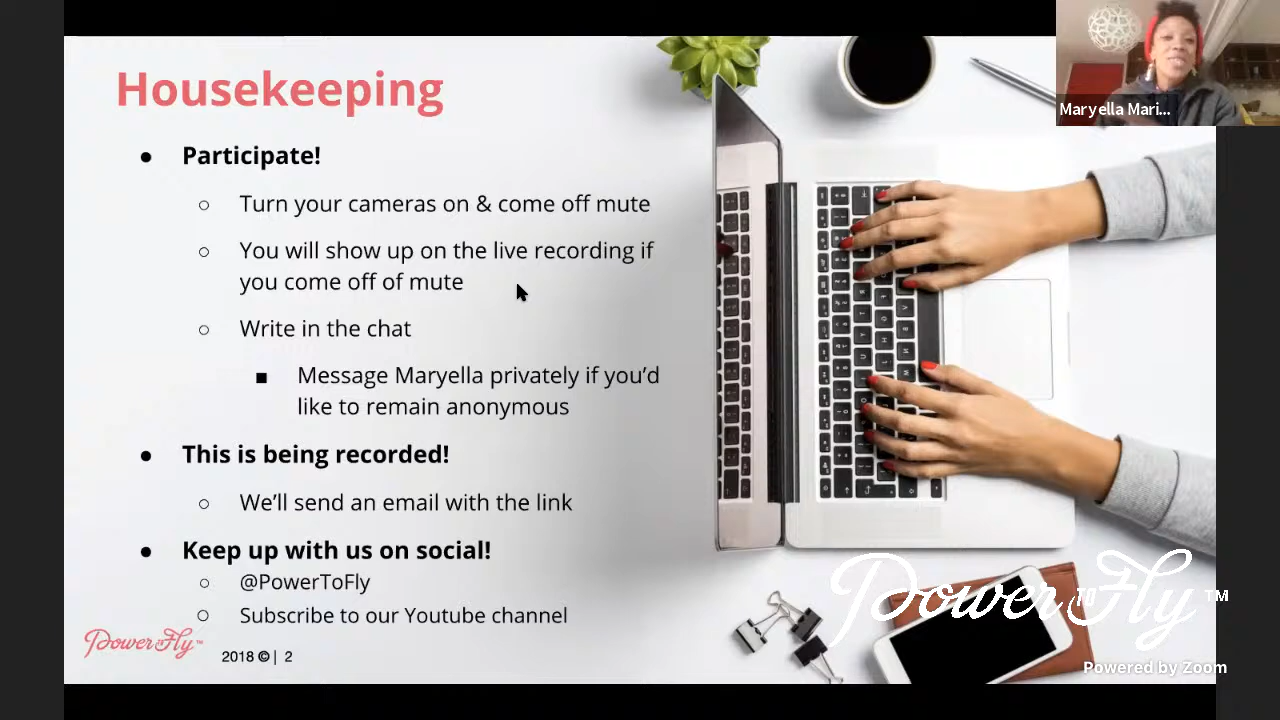 Housekeeping
Maryella Mari...
● Participate!
○ Turn your cameras on & come off mute
○ You will show up on the live recording if
you come off of mute
○ Write in the chat
■ Message Maryella privately if you’d
like to remain anonymous
● This is being recorded!
○ We’ll send an email with the link
● Keep up with us on social!
○ @PowerToFly
○ Subscribe to our Youtube channel
PowerToFly™
2018 © | 2
PowerToFly™
Powered by Zoom